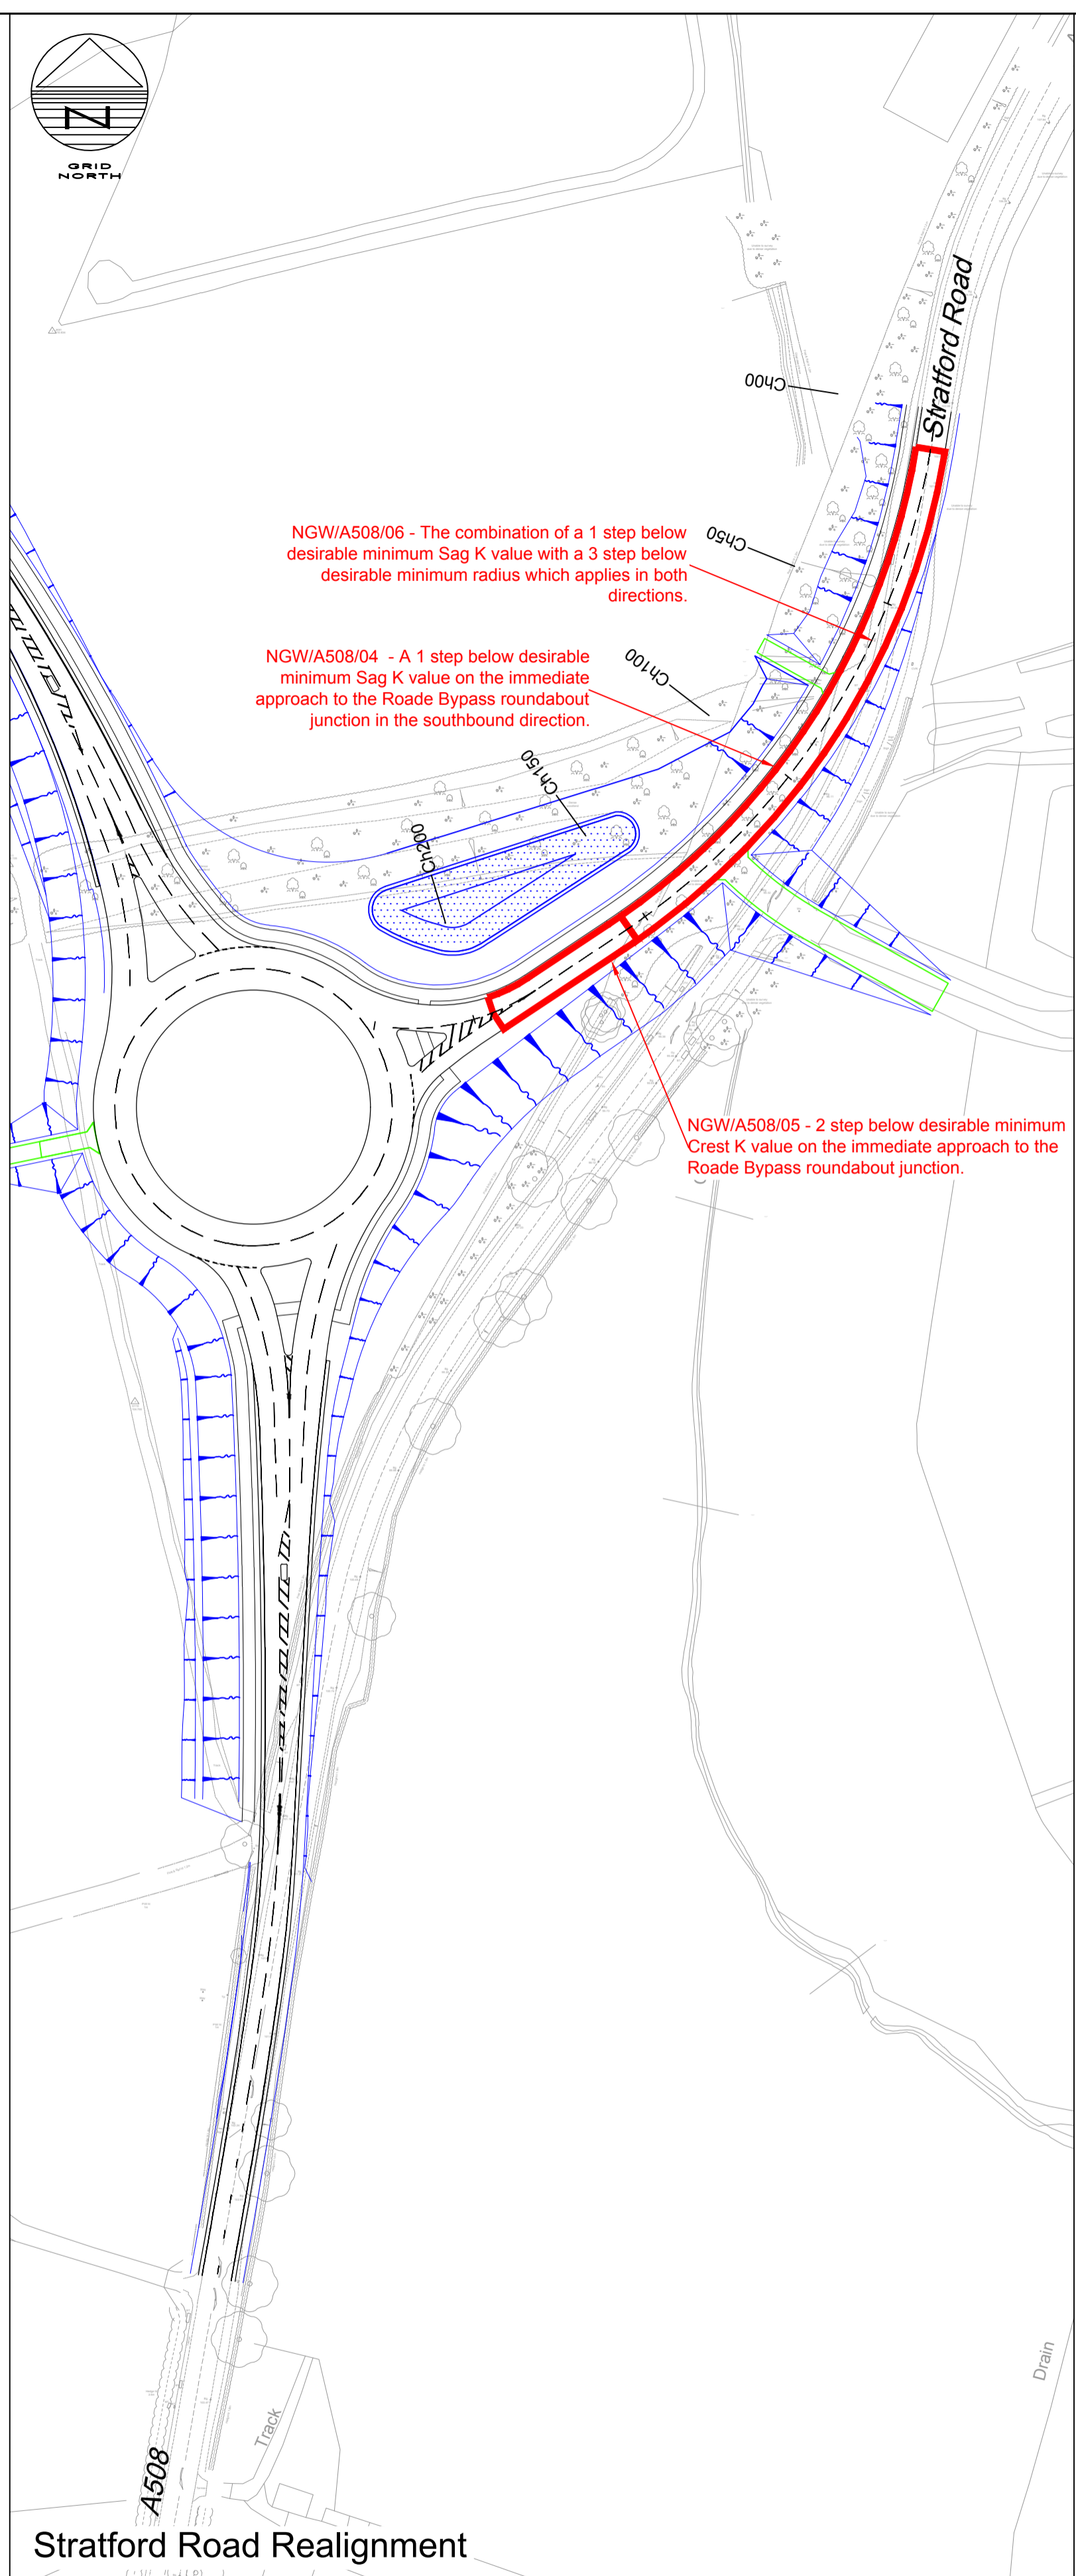 GRID
NORTH
Stratford Road
Ch00
NGW/A508/06 - The combination of a 1 step below
desirable minimum Sag K value with a 3 step below
desirable minimum radius which applies in both
directions.
Ch50
NGW/A508/04 - A 1 step below desirable
minimum Sag K value on the immediate
approach to the Roade Bypass roundabout
junction in the southbound direction.
Ch100
Ch150
Ch200
NGW/A508/05 - 2 step below desirable minimum
Crest K value on the immediate approach to the
Roade Bypass roundabout junction.
Drain
Track
A508
Stratford Road Realignment